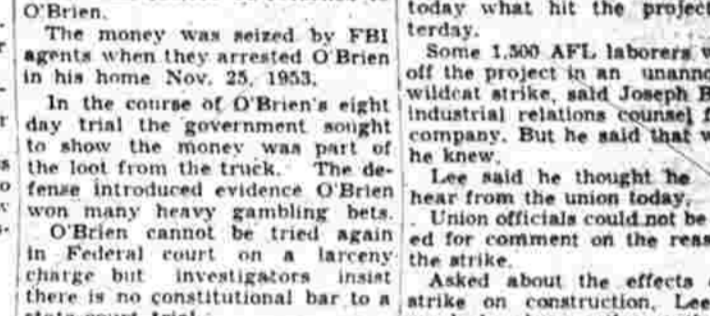 O'Brien.
The money was seized by FBI
agents when they arrested O'Brien
in his home Nov. 25, 1953.
In the course of O'Brien's eight
day trial the government sought
to show the money was part of
the loot from the truck. The de-
fense introduced evidence O'Brien
won many heavy gambling bets.
O'Brien cannot be tried again
in Federal court on a larceny
charge but investigators insist
there is no constitutional bar to a
state court trial.
today what hit the project
terday.
Some 1,500 AFL laborers
off the project in an unanno
wildcat strike, said Joseph
industrial relations counsel
company. But he said that
he knew.
Lee said he thought he
hear from the union today.
Union officials could not be
ed for comment on the reas
the strike.
Asked about the effects
strike on construction, Lee